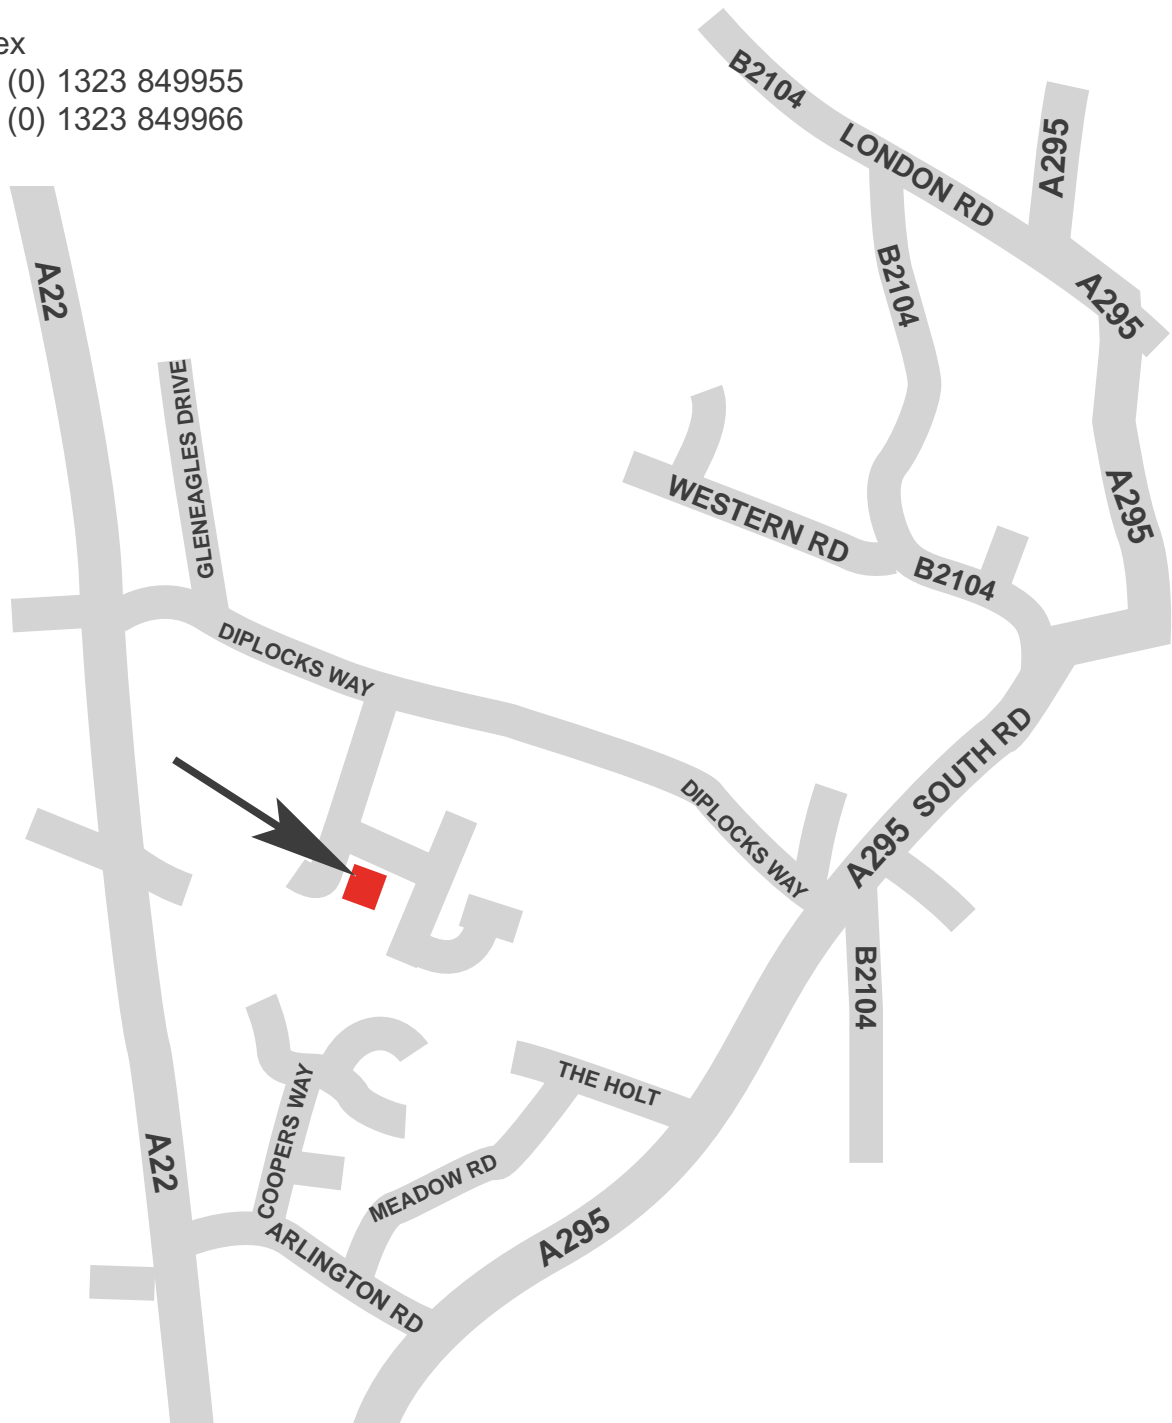 ex
(0) 1323 849955
(0) 1323 849966
B2104
LONDON RD
A295
A22
B2104
A295
GLENEAGLES DRIVE
WESTERN RD
A295
B2104
DIPLOCKS WAY
SOUTH RD
A295
DIPLOCKS WAY
B2104
THE HOLT
COOPERS WAY
A22
MEADOW RD
ARLINGTON RD
A295